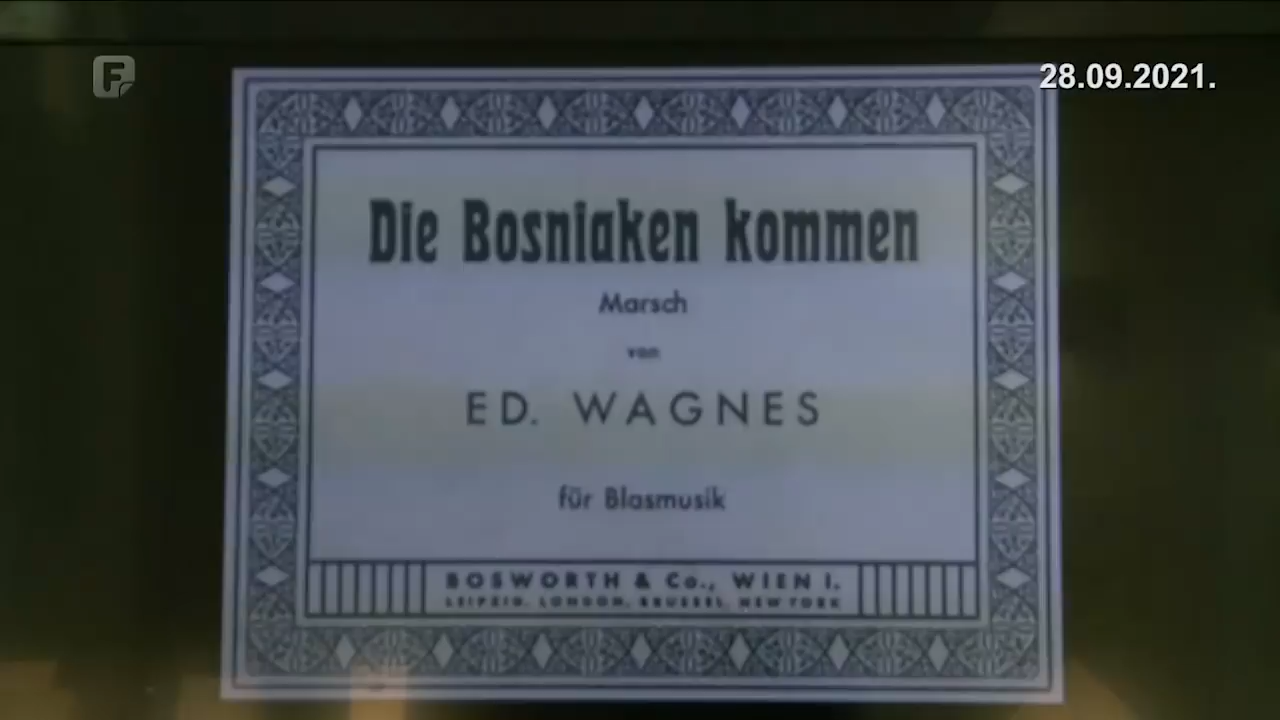 F
28.09.2021.
Die Bosniaken kommen
Marsch
von
ED. WAGNES
für Blasmusik
BOSWORTH & Co., WIEN I.
LEIPZIG. LONDON. BRUSSEL. NEW YORK